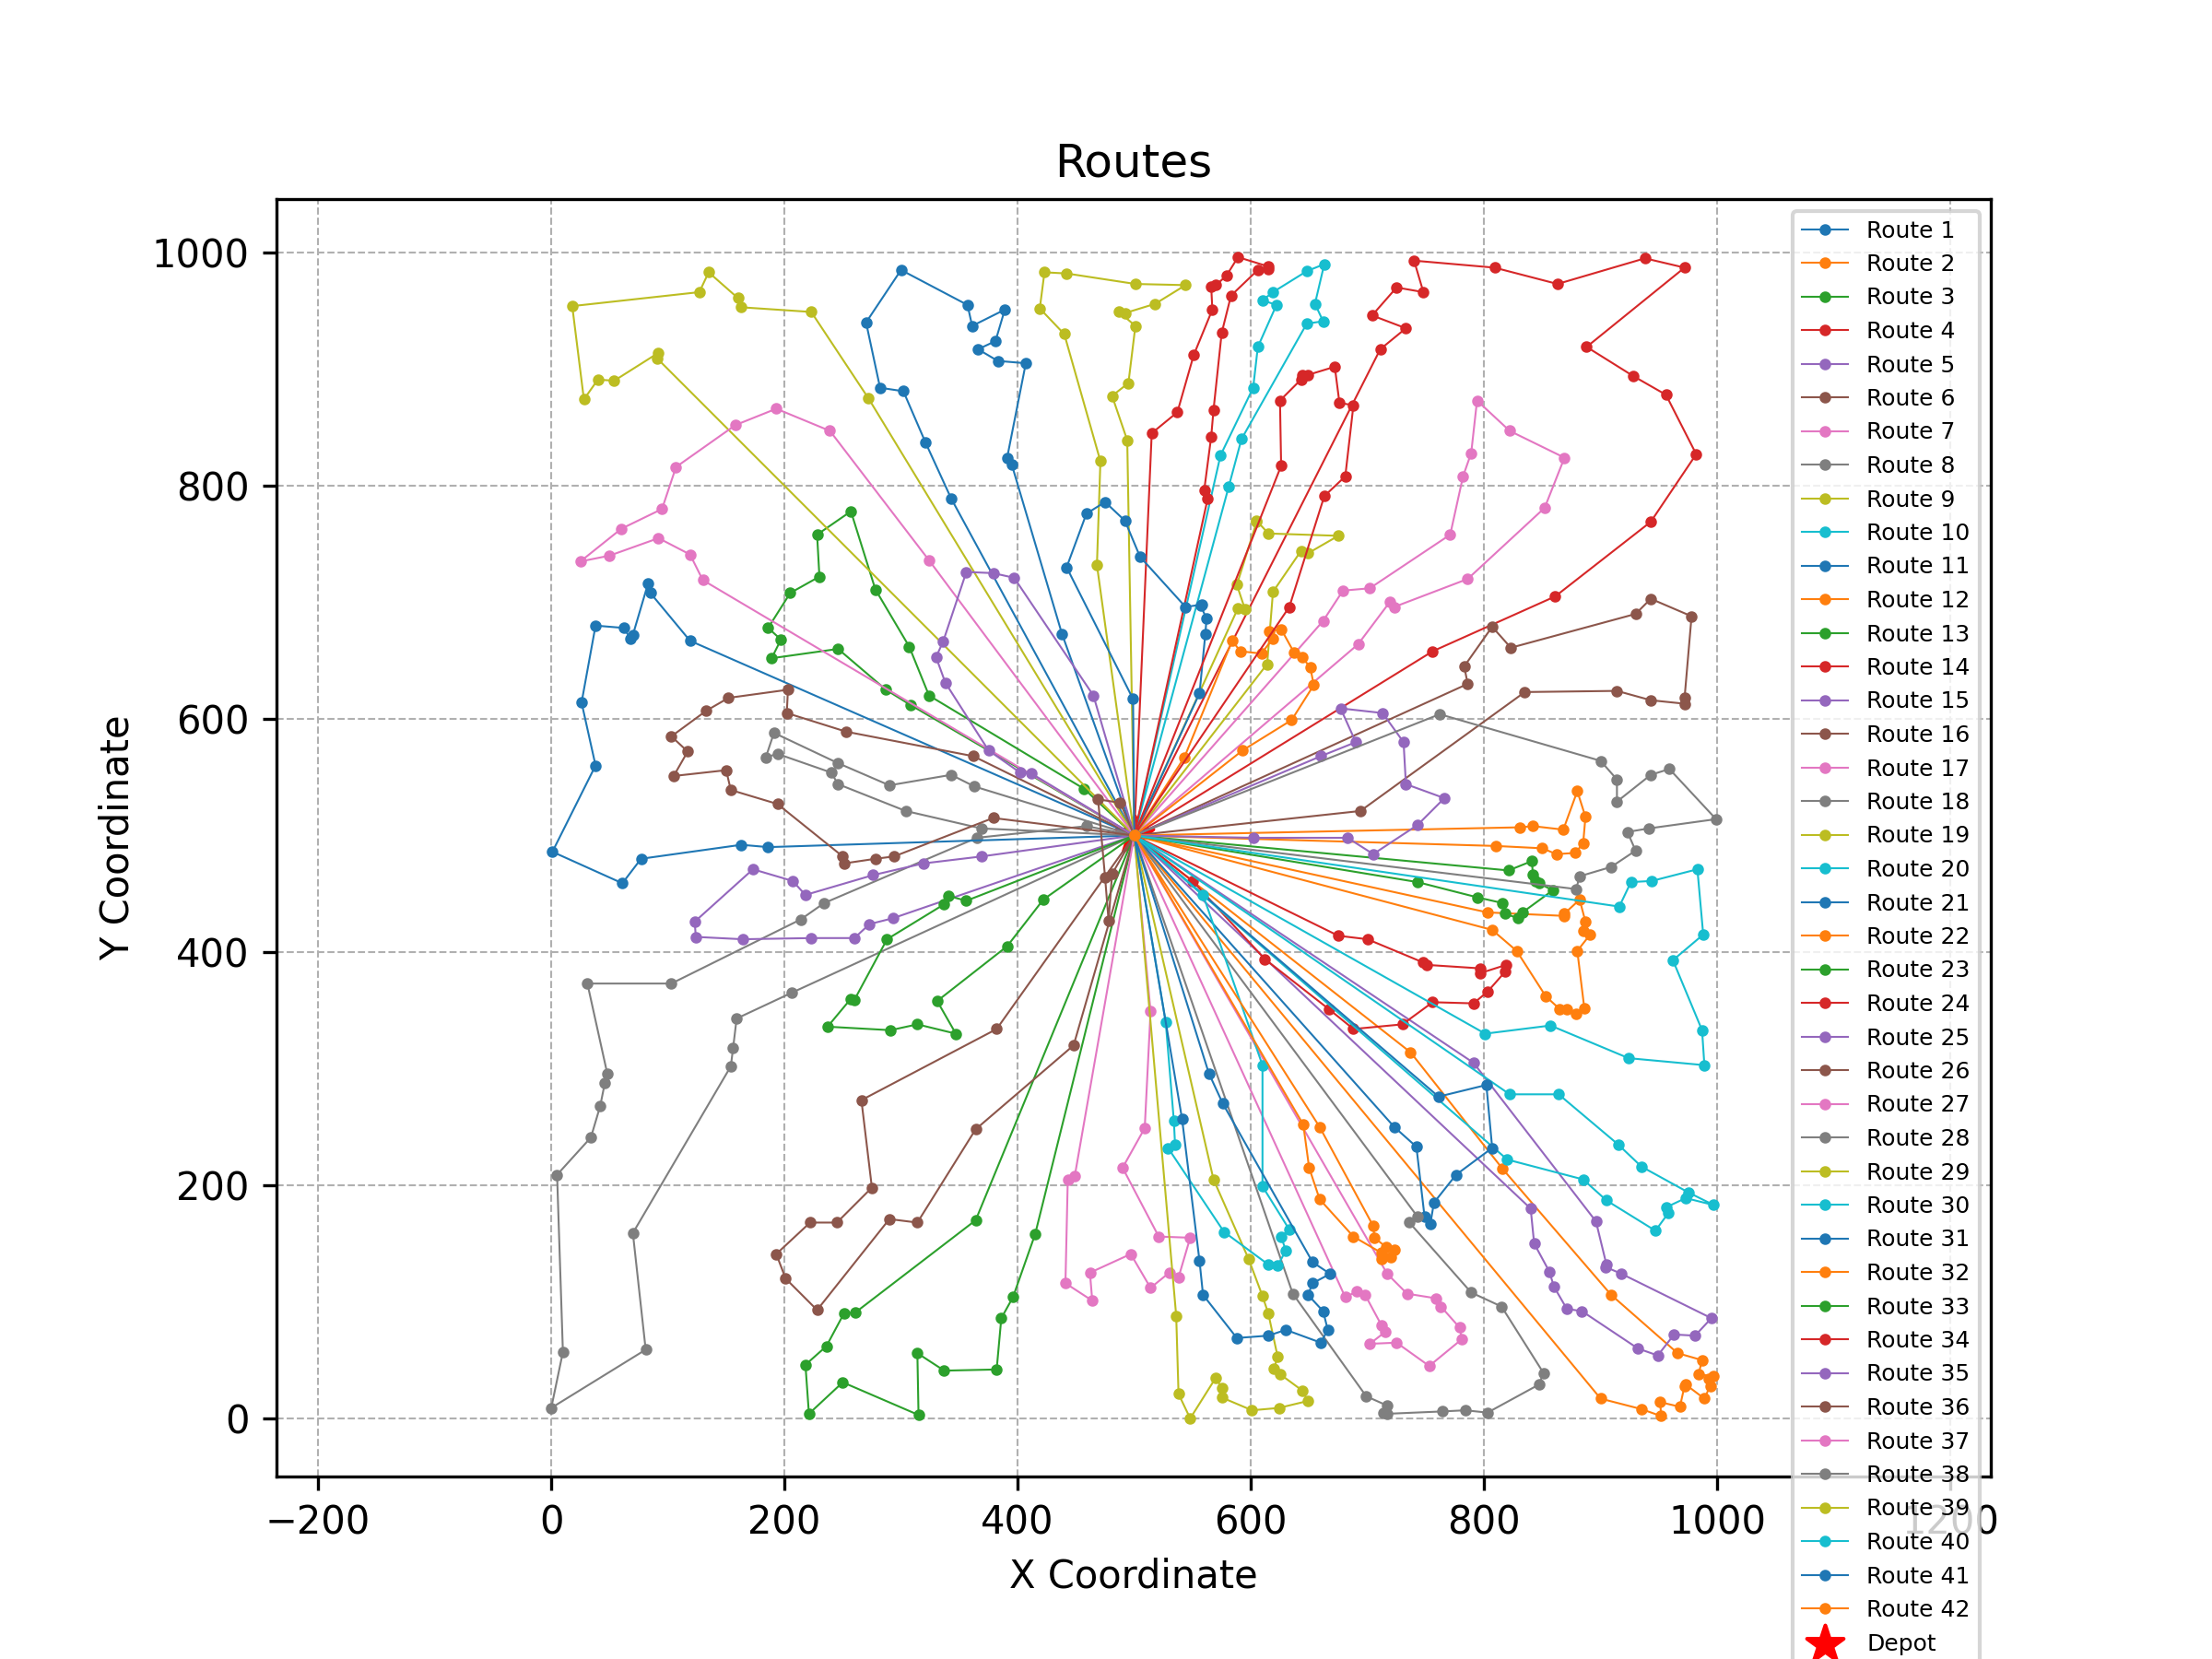 Routes
1000
800
600
400
200
0
Y Coordinate
−200
0
200
400
600
800
1000
1200
X Coordinate
Route 1
Route 2
Route 3
Route 4
Route 5
Route 6
Route 7
Route 8
Route 9
Route 10
Route 11
Route 12
Route 13
Route 14
Route 15
Route 16
Route 17
Route 18
Route 19
Route 20
Route 21
Route 22
Route 23
Route 24
Route 25
Route 26
Route 27
Route 28
Route 29
Route 30
Route 31
Route 32
Route 33
Route 34
Route 35
Route 36
Route 37
Route 38
Route 39
Route 40
Route 41
Route 42
Depot